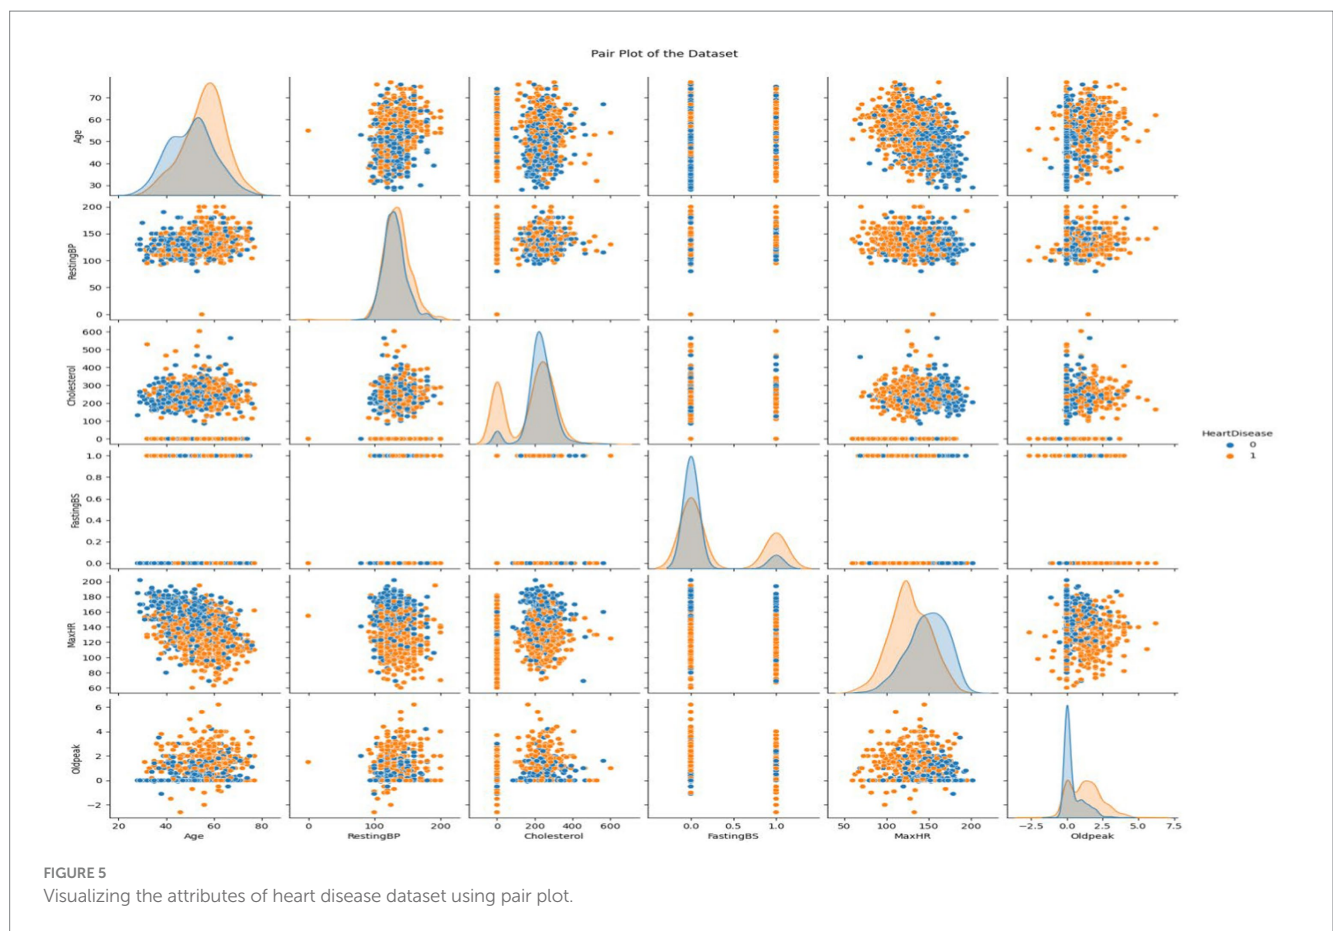 Pair Plot of the Dataset
70
60
50
40
30
Age
200
150
100
50
0
RestingBP
600
500
400
300
200
100
0
Cholesterol
1.0
0.8
0.6
0.4
0.2
0.0
FastingBS
200
180
160
140
120
100
80
60
MaxHR
6
4
2
0
−2
Oldpeak
20 40 60 80
Age
0 100 200
RestingBP
0 200 400 600
Cholesterol
0.0 0.5 1.0
FastingBS
50 100 150 200
MaxHR
−2.5 0.0 2.5 5.0 7.5
Oldpeak
HeartDisease
0
1
FIGURE 5
Visualizing the attributes of heart disease dataset using pair plot.